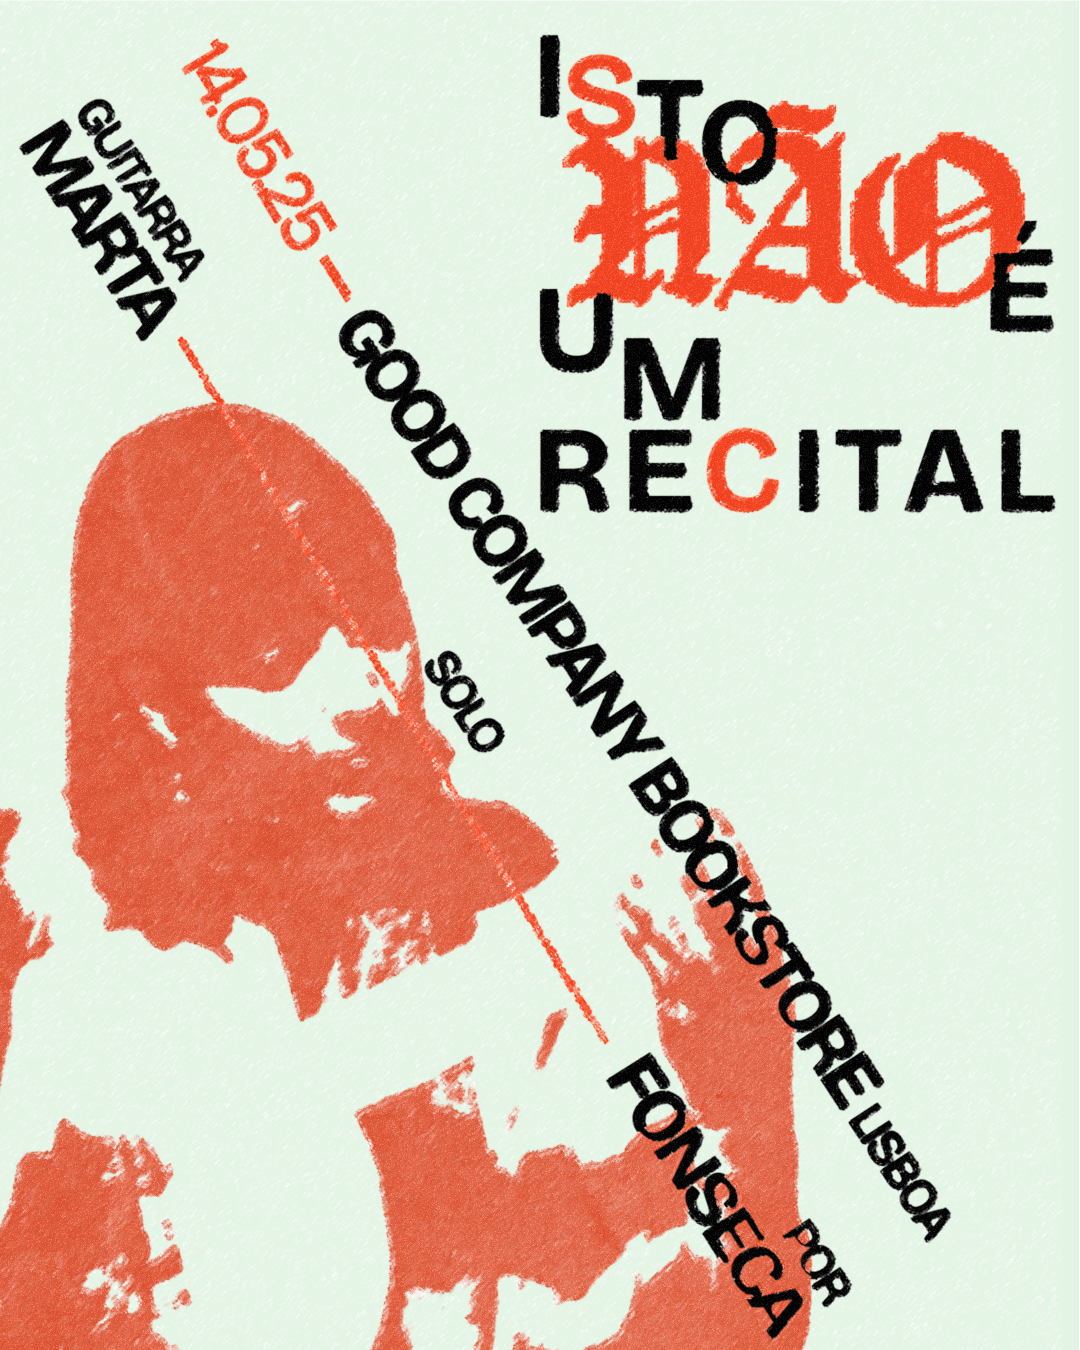 ISTO
NÃO
É
UM
RECITAL
14.05.25 — GOOD COMPANY BOOKSTORE LISBOA
GUITARRA
MARTA — FONSECA
SOLO
POR